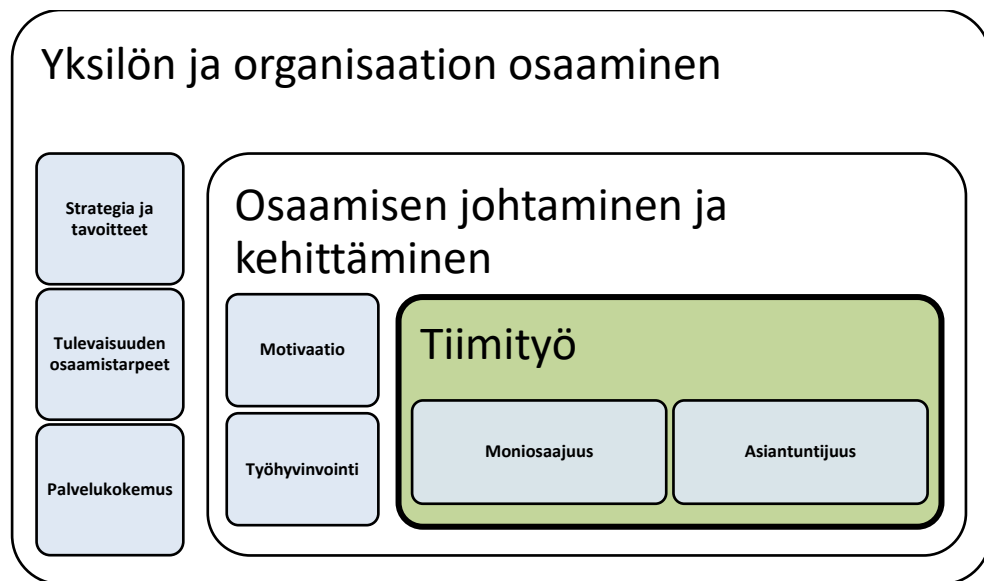 Yksilön ja organisaation osaaminen
Strategia ja
tavoitteet
Tulevaisuuden
osaamistarpeet
Palvelukokemus
Osaamisen johtaminen ja
kehittäminen
Motivaatio
Työhyvinvointi
Tiimityö
Moniosaajuus
Asiantuntijuus